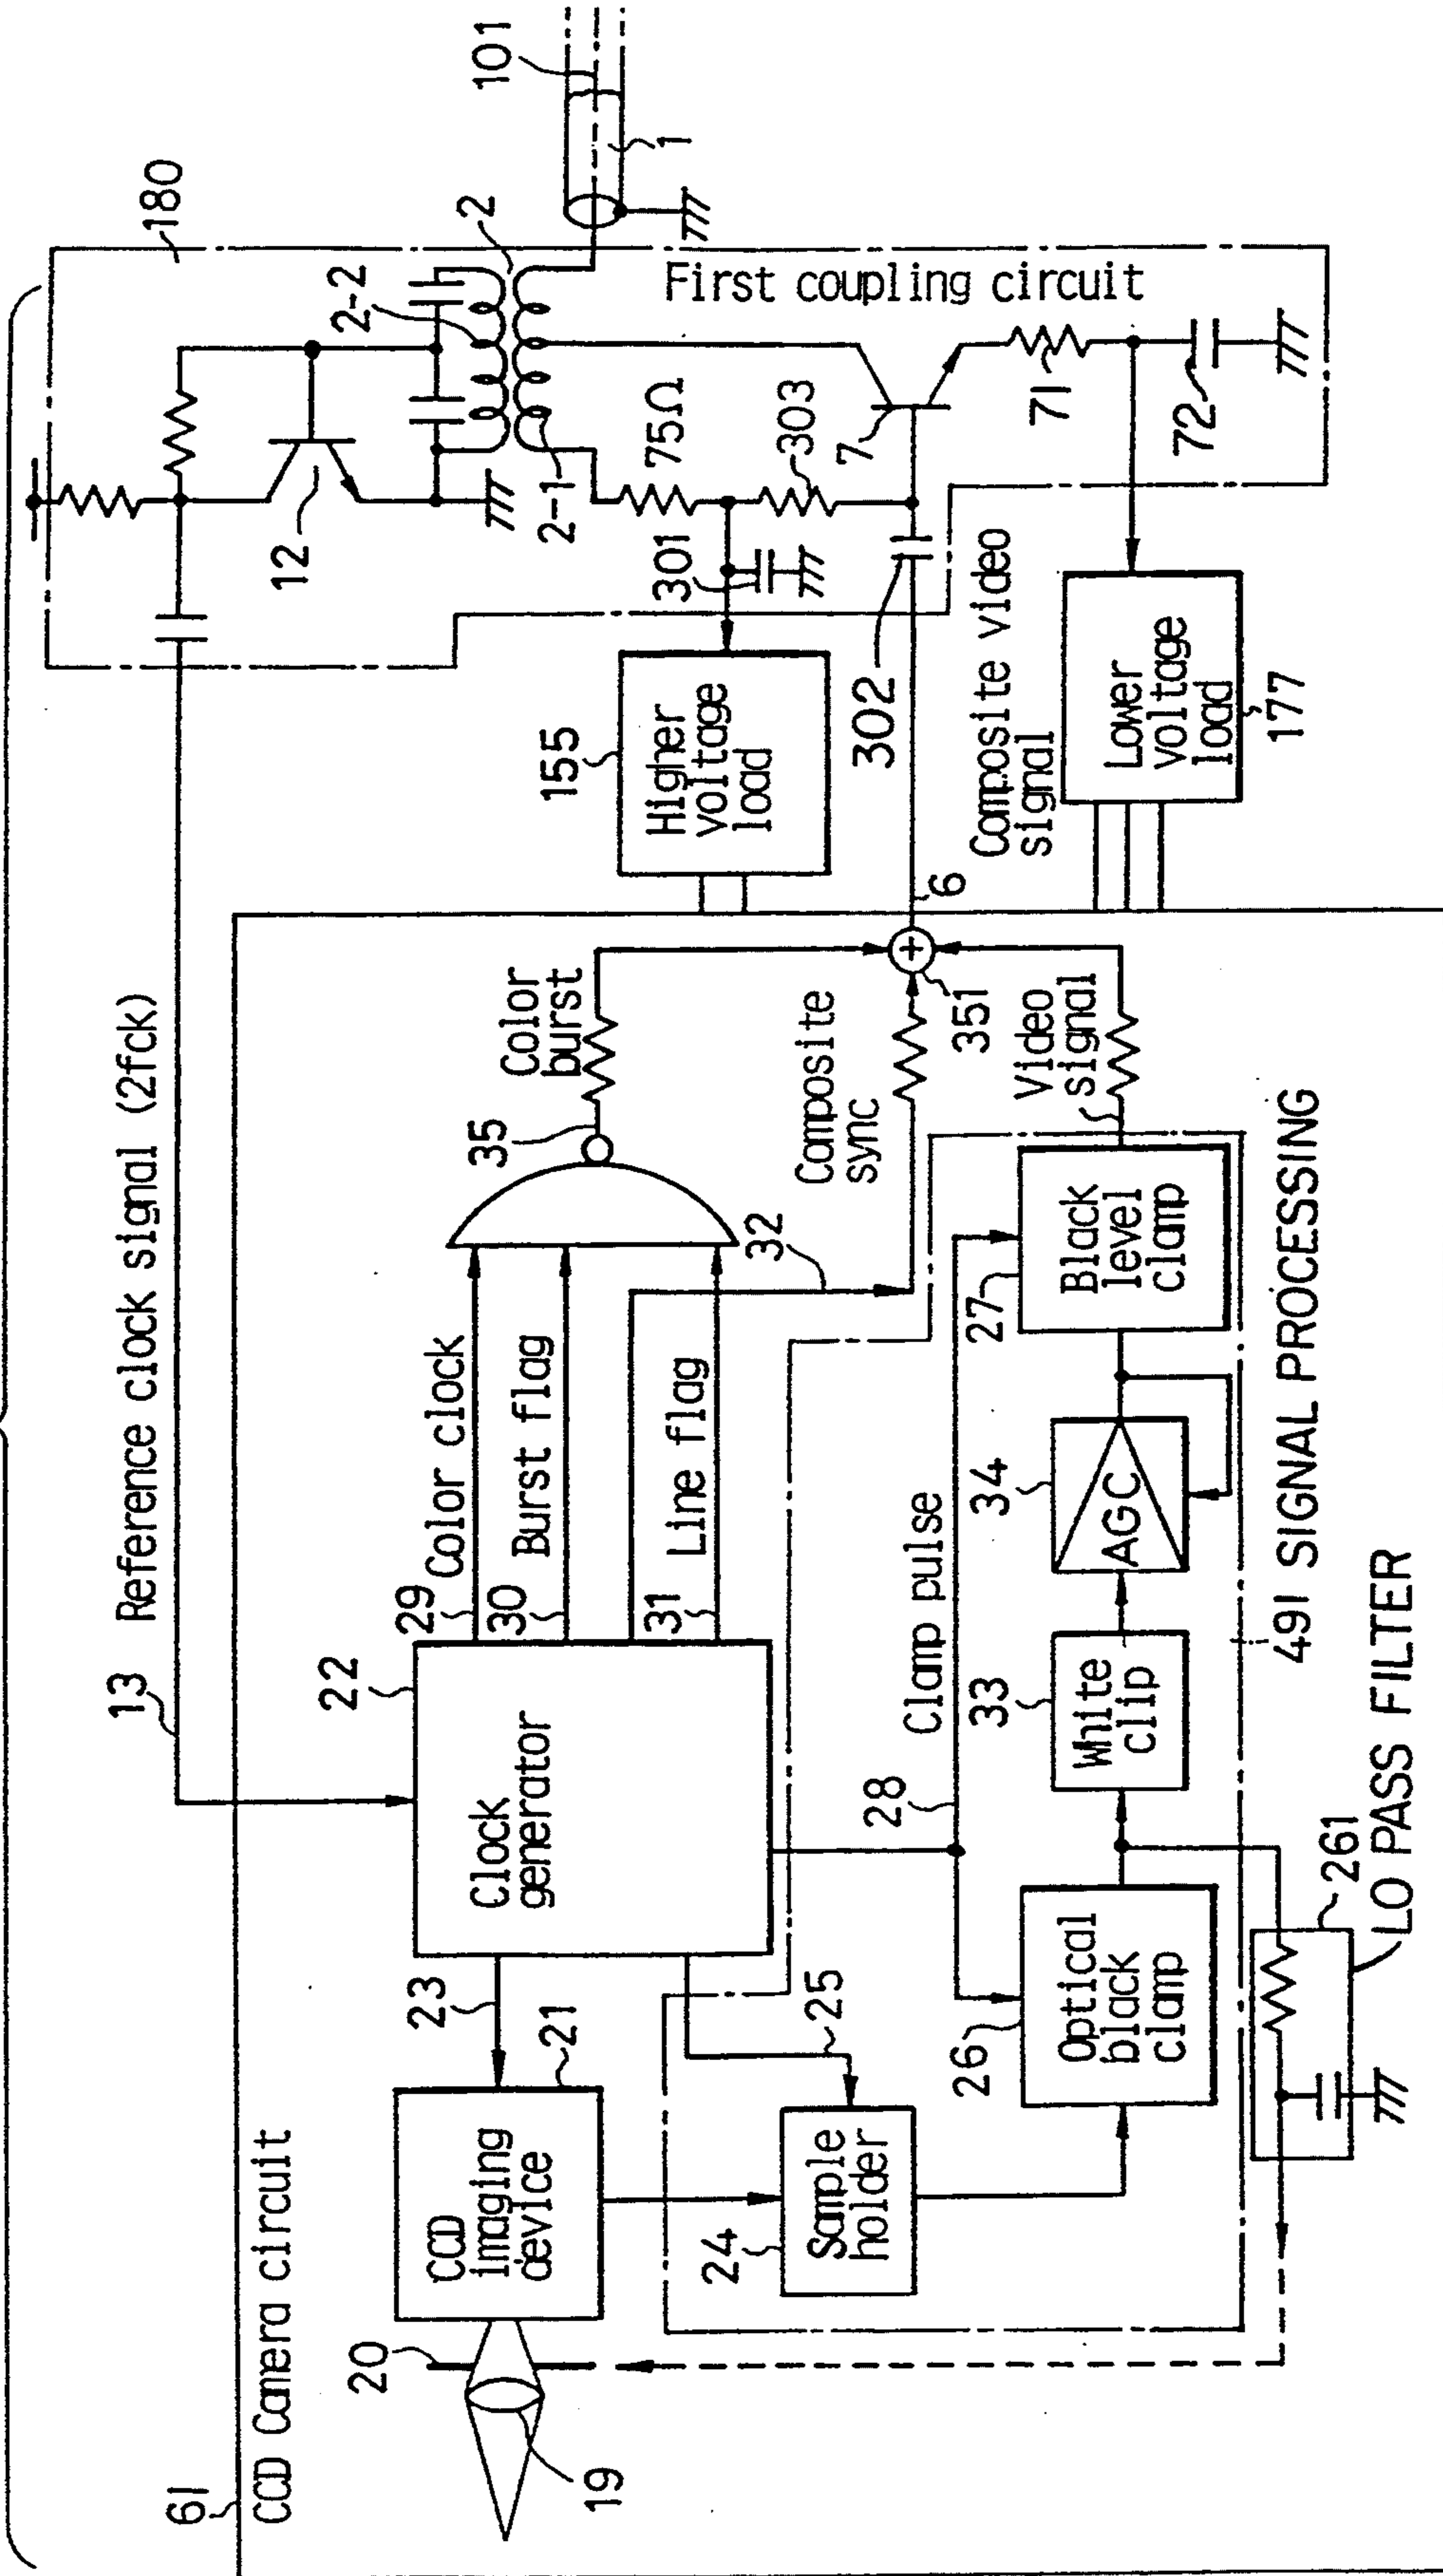 61
CCD Camera circuit
13
Reference clock signal (2fck)
180
101
1
2
2-2
2-1
12
First coupling circuit
75Ω
301
303
7
71
72
302
155
Higher
voltage
load
Composite video
signal
Lower
voltage
load
177
6
19
20
CCD
imaging
device
21
23
Clock
generator
22
29
Color clock
30
Burst flag
31
Line flag
32
35
Color
burst
Composite
sync
+
351
Video
signal
24
Sample
holder
25
26
Optical
black
clamp
28
Clamp pulse
33
White
clip
34
AGC
27
Black
level
clamp
491 SIGNAL PROCESSING
261
LO PASS FILTER